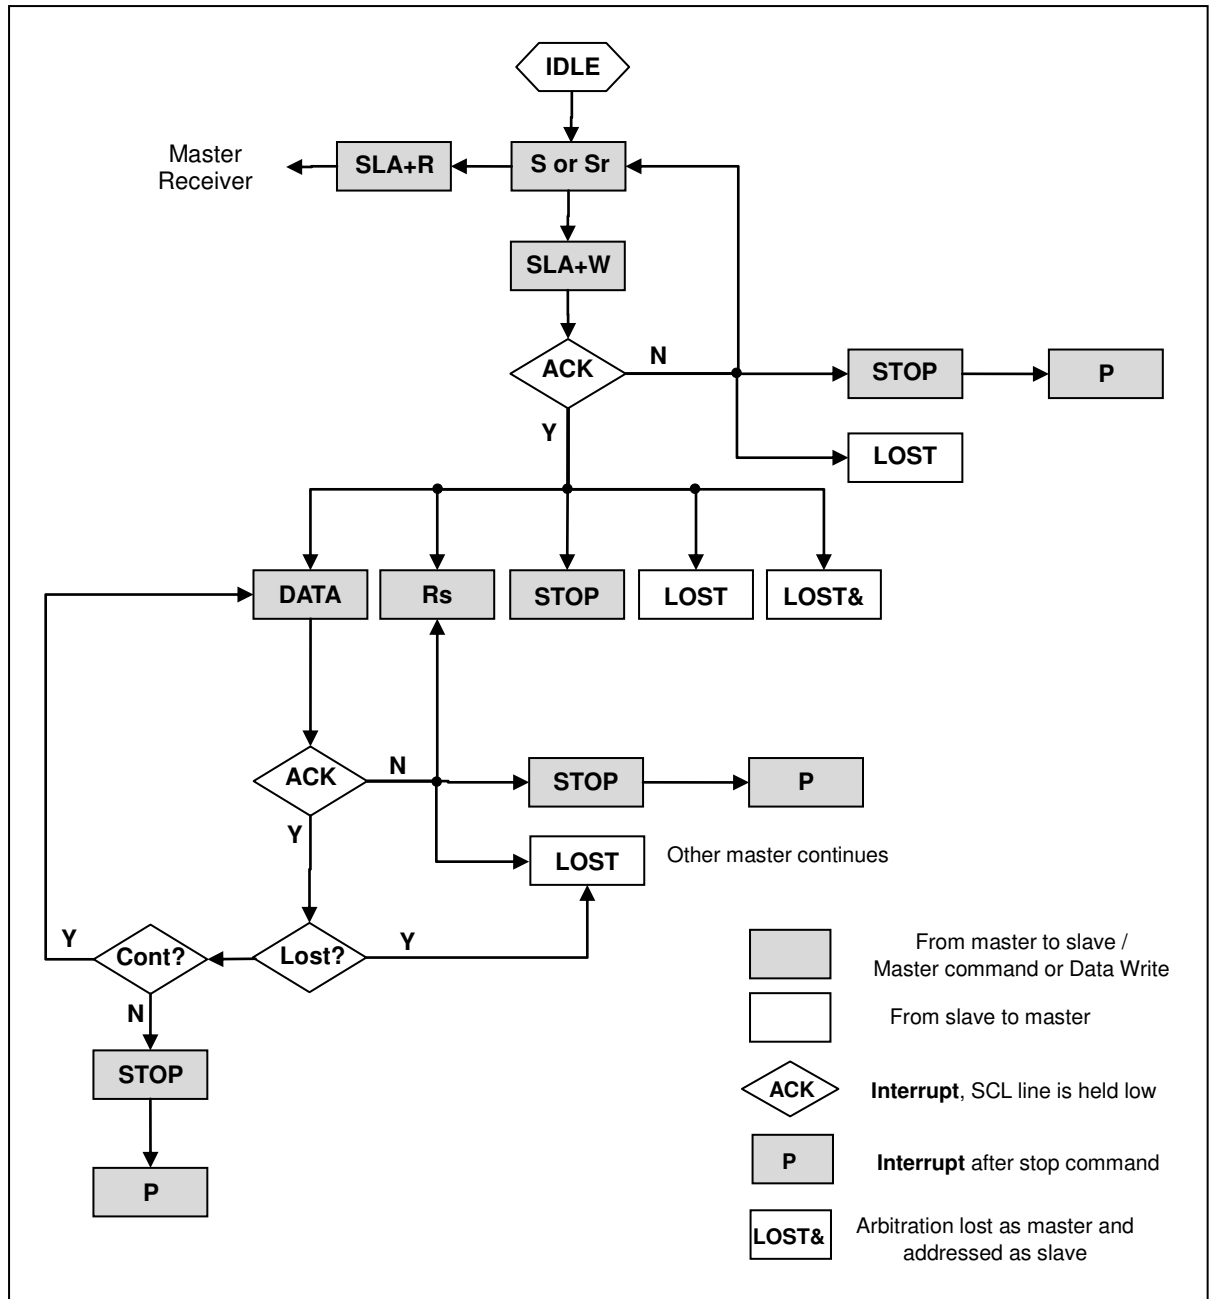 IDLE
Master
Receiver
SLA+R
S or Sr
SLA+W
ACK
N
STOP
P
Y
LOST
DATA
Rs
STOP
LOST
LOST&
ACK
N
STOP
P
Y
LOST
Other master continues
Y
Cont?
Lost?
Y
N
STOP
P
From master to slave /
Master command or Data Write
From slave to master
ACK
Interrupt, SCL line is held low
P
Interrupt after stop command
LOST&
Arbitration lost as master and
addressed as slave